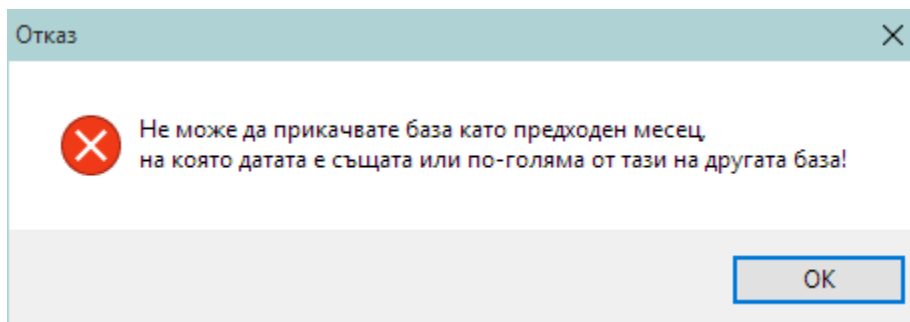 Отказ
Не може да прикачвате база като предходен месец,
на която датата е същата или по-голяма от тази на другата база!
OK